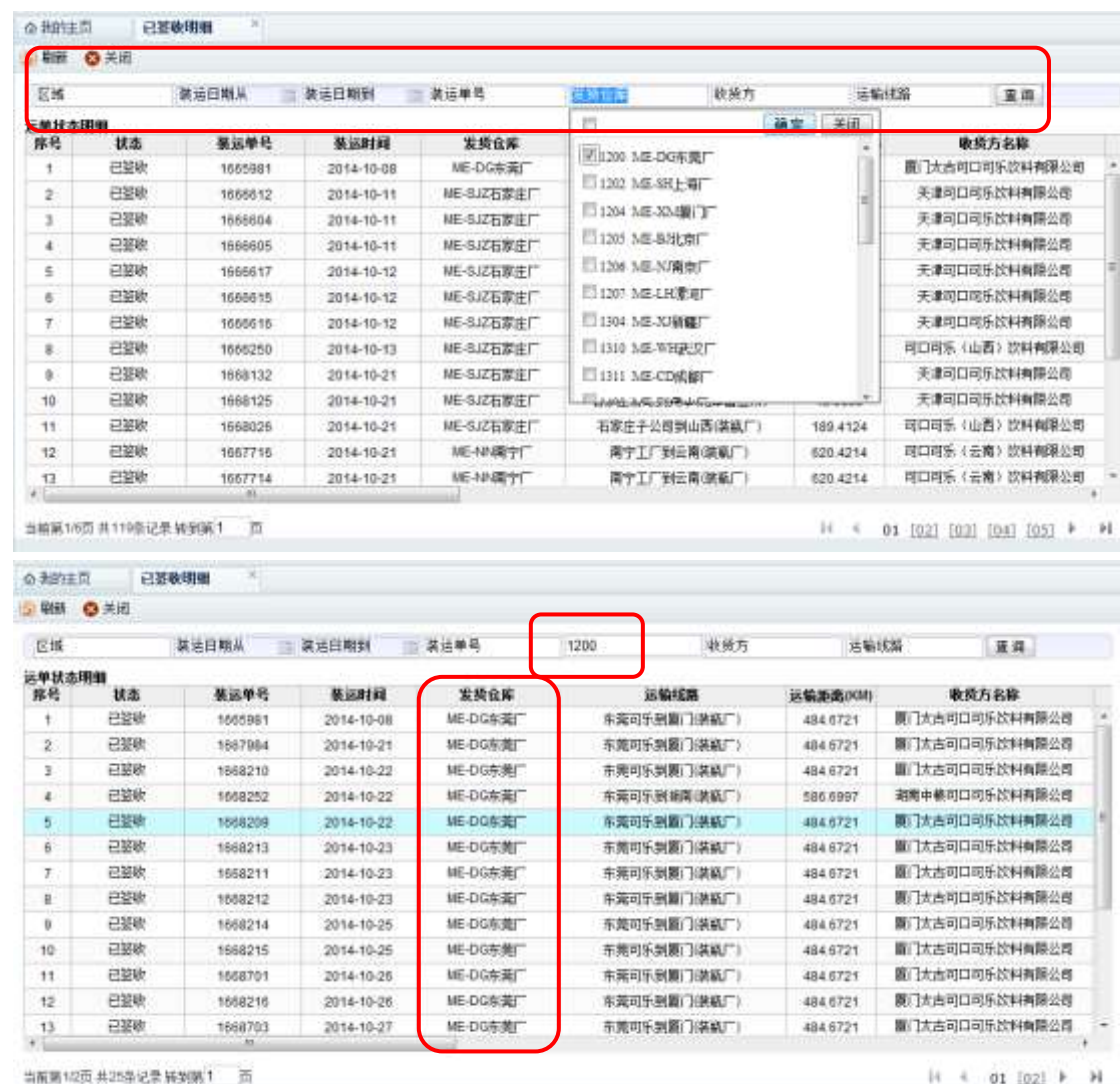 我的主页 已签收明细 ×
刷新 关闭
区域 装运日期从 装运日期到 装运单号 运货仓库 收货方 运输线路 查询
运单状态明细
确定 关闭
序号 状态 装运单号 装运时间 发货仓库 收货方名称
1 已签收 1665981 2014-10-08 ME-DG东莞厂 1200 ME-DG东莞厂 厦门太古可口可乐饮料有限公司
2 已签收 1666612 2014-10-11 ME-SJZ石家庄厂 1202 ME-SH上海厂 天津可口可乐饮料有限公司
3 已签收 1666604 2014-10-11 ME-SJZ石家庄厂 1204 ME-XM厦门厂 天津可口可乐饮料有限公司
4 已签收 1666605 2014-10-11 ME-SJZ石家庄厂 1205 ME-BJ北京厂 天津可口可乐饮料有限公司
5 已签收 1666617 2014-10-12 ME-SJZ石家庄厂 1206 ME-NJ南京厂 天津可口可乐饮料有限公司
6 已签收 1666615 2014-10-12 ME-SJZ石家庄厂 1207 ME-LH漯河厂 天津可口可乐饮料有限公司
7 已签收 1666616 2014-10-12 ME-SJZ石家庄厂 1304 ME-XJ新疆厂 天津可口可乐饮料有限公司
8 已签收 1666250 2014-10-13 ME-SJZ石家庄厂 1310 ME-WH武汉厂 可口可乐(山西)饮料有限公司
9 已签收 1668132 2014-10-21 ME-SJZ石家庄厂 1311 ME-CD成都厂 天津可口可乐饮料有限公司
10 已签收 1668125 2014-10-21 ME-SJZ石家庄厂 天津可口可乐饮料有限公司
11 已签收 1668026 2014-10-21 ME-SJZ石家庄厂 石家庄子公司到山西(装瓶厂) 189.4124 可口可乐(山西)饮料有限公司
12 已签收 1667716 2014-10-21 ME-NN南宁厂 南宁工厂到云南(装瓶厂) 620.4214 可口可乐(云南)饮料有限公司
13 已签收 1667714 2014-10-21 ME-NN南宁厂 南宁工厂到云南(装瓶厂) 620.4214 可口可乐(云南)饮料有限公司
当前第1/6页 共119条记录 转到第1 页 01 [02] [03] [04] [05]
我的主页 已签收明细 ×
刷新 关闭
区域 装运日期从 装运日期到 装运单号 1200 收货方 运输线路 查询
运单状态明细
序号 状态 装运单号 装运时间 发货仓库 运输线路 运输距离(KM) 收货方名称
1 已签收 1665981 2014-10-08 ME-DG东莞厂 东莞可乐到厦门(装瓶厂) 484.6721 厦门太古可口可乐饮料有限公司
2 已签收 1667984 2014-10-21 ME-DG东莞厂 东莞可乐到厦门(装瓶厂) 484.6721 厦门太古可口可乐饮料有限公司
3 已签收 1668210 2014-10-22 ME-DG东莞厂 东莞可乐到厦门(装瓶厂) 484.6721 厦门太古可口可乐饮料有限公司
4 已签收 1668252 2014-10-22 ME-DG东莞厂 东莞可乐到湖南(装瓶厂) 586.6997 湖南中粮可口可乐饮料有限公司
5 已签收 1668209 2014-10-22 ME-DG东莞厂 东莞可乐到厦门(装瓶厂) 484.6721 厦门太古可口可乐饮料有限公司
6 已签收 1668213 2014-10-23 ME-DG东莞厂 东莞可乐到厦门(装瓶厂) 484.6721 厦门太古可口可乐饮料有限公司
7 已签收 1668211 2014-10-23 ME-DG东莞厂 东莞可乐到厦门(装瓶厂) 484.6721 厦门太古可口可乐饮料有限公司
8 已签收 1668212 2014-10-23 ME-DG东莞厂 东莞可乐到厦门(装瓶厂) 484.6721 厦门太古可口可乐饮料有限公司
9 已签收 1668214 2014-10-25 ME-DG东莞厂 东莞可乐到厦门(装瓶厂) 484.6721 厦门太古可口可乐饮料有限公司
10 已签收 1668215 2014-10-25 ME-DG东莞厂 东莞可乐到厦门(装瓶厂) 484.6721 厦门太古可口可乐饮料有限公司
11 已签收 1668701 2014-10-26 ME-DG东莞厂 东莞可乐到厦门(装瓶厂) 484.6721 厦门太古可口可乐饮料有限公司
12 已签收 1668216 2014-10-26 ME-DG东莞厂 东莞可乐到厦门(装瓶厂) 484.6721 厦门太古可口可乐饮料有限公司
13 已签收 1668703 2014-10-27 ME-DG东莞厂 东莞可乐到厦门(装瓶厂) 484.6721 厦门太古可口可乐饮料有限公司
当前第1/2页 共25条记录 转到第1 页 01 [02]